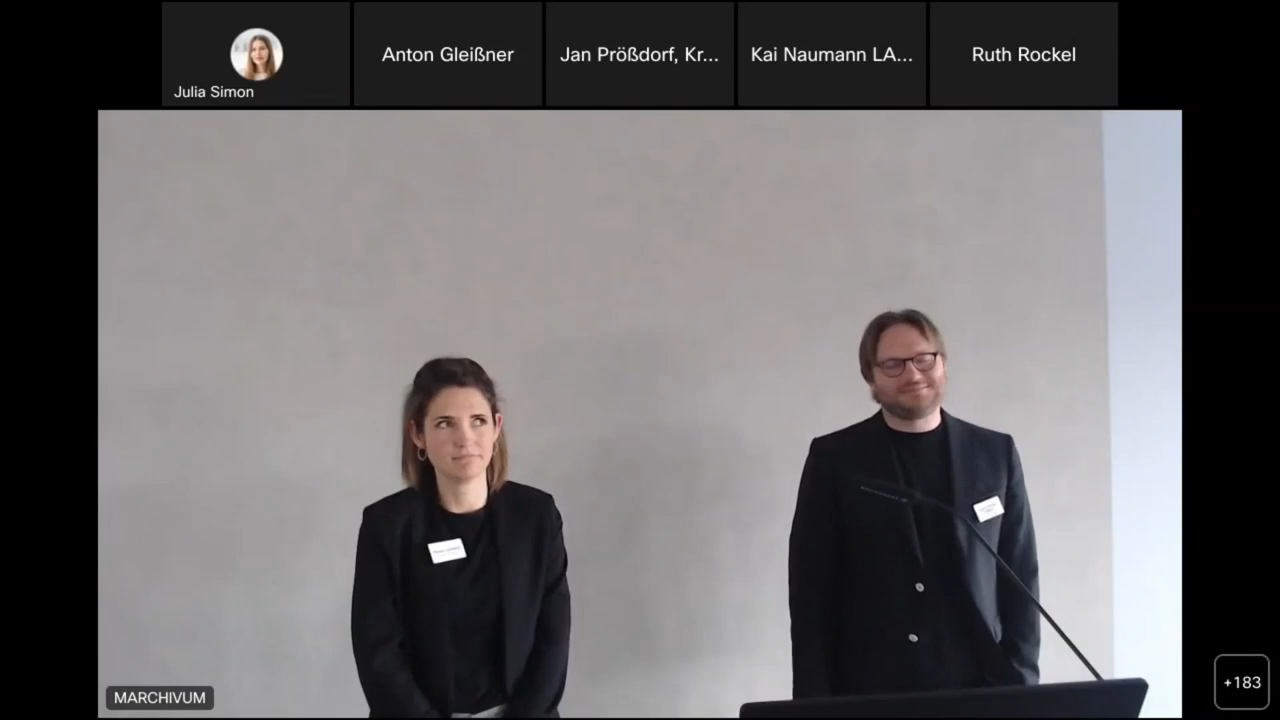 Julia Simon
Anton Gleißner
Jan Prößdorf, Kr...
Kai Naumann LA...
Ruth Rockel
MARCHIVUM
+183